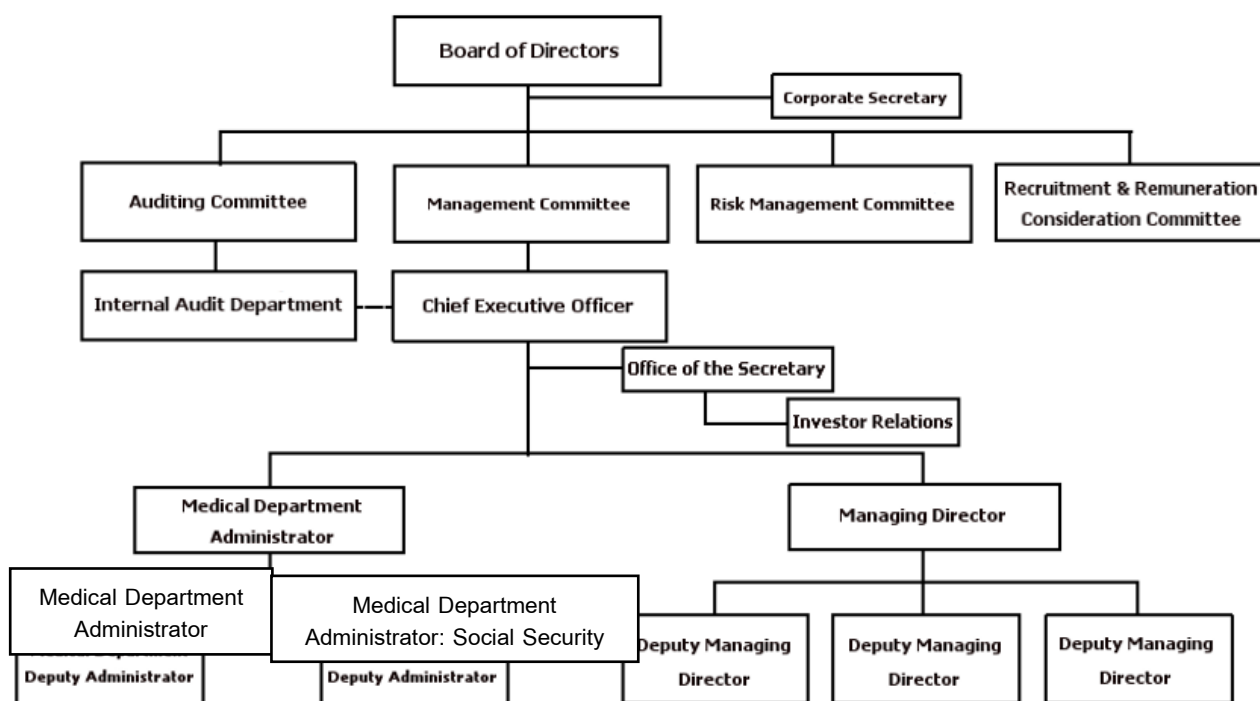 Board of Directors
Corporate Secretary
Auditing Committee
Management Committee
Risk Management Committee
Recruitment & Remuneration
Consideration Committee
Internal Audit Department
Chief Executive Officer
Office of the Secretary
Investor Relations
Medical Department
Administrator
Managing Director
Medical Department
Administrator
Medical Department
Administrator: Social Security
Deputy Administrator
Deputy Administrator
Deputy Managing
Director
Deputy Managing
Director
Deputy Managing
Director